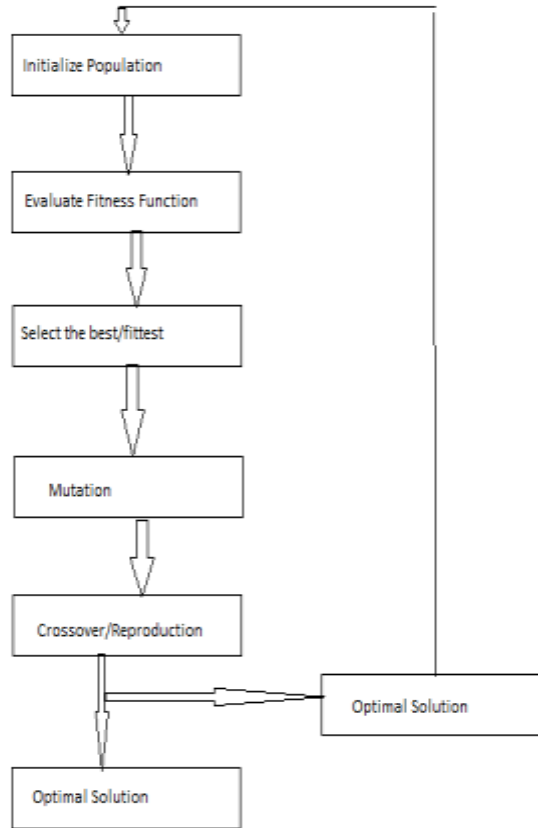 Initialize Population
Evaluate Fitness Function
Select the best/fittest
Mutation
Crossover/Reproduction
Optimal Solution
Optimal Solution